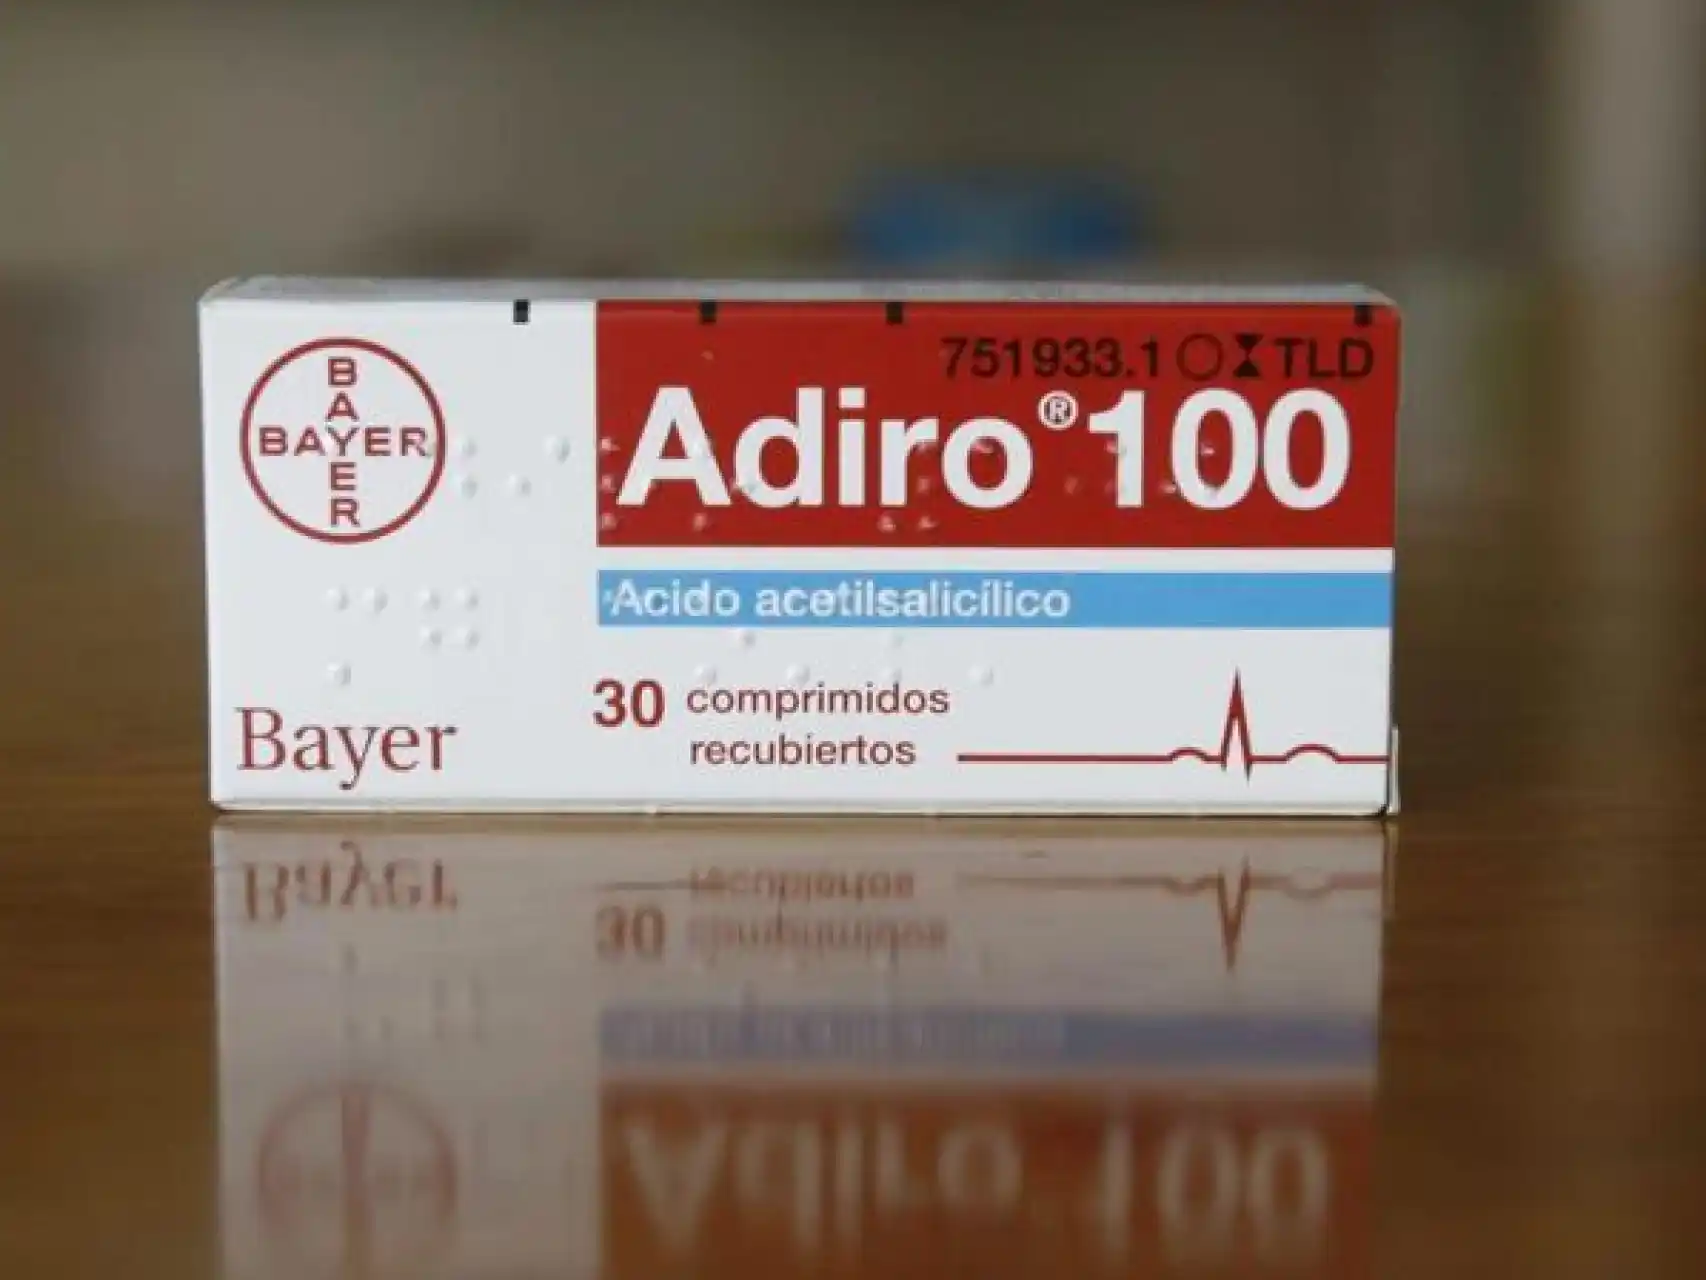 BAYER
BAYER
751933.1 TLD
Adiro®100
Acido acetilsalicílico
30 comprimidos
recubiertos
Bayer